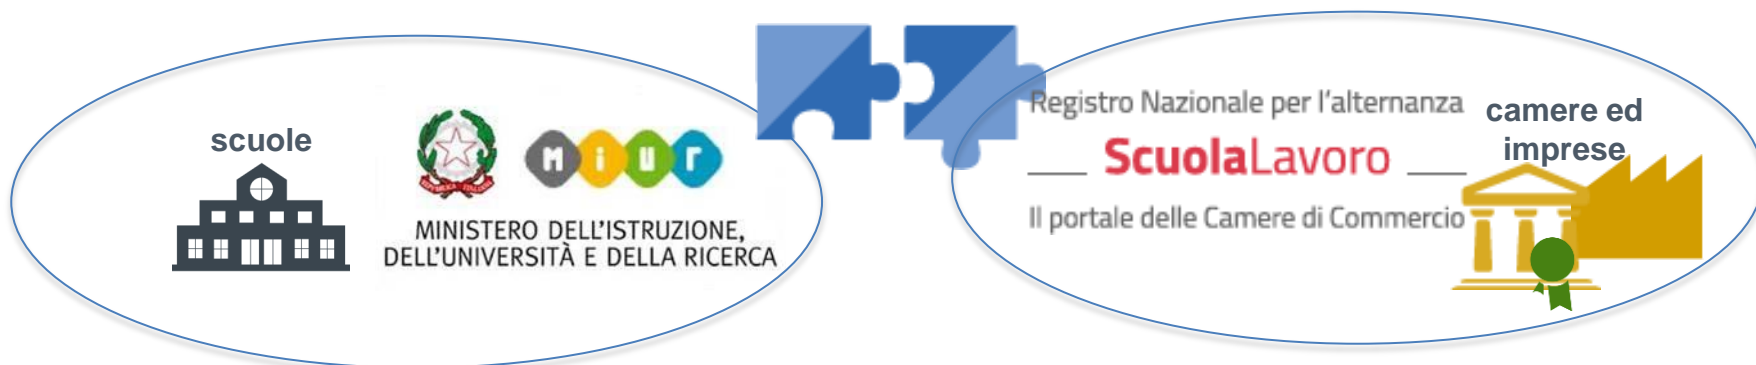 scuole
miur
MINISTERO DELL'ISTRUZIONE,
DELL'UNIVERSITÀ E DELLA RICERCA
Registro Nazionale per l'alternanza
ScuolaLavoro
Il portale delle Camere di Commercio
camere ed
imprese